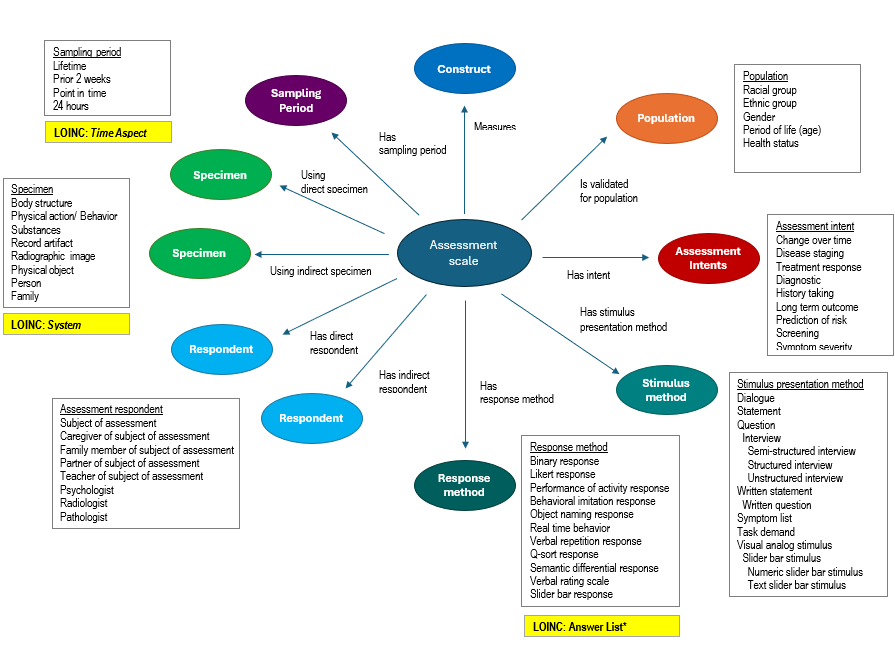 Sampling period
Lifetime
Prior 2 weeks
Point in time
24 hours
LOINC: Time Aspect
Sampling
Period
Construct
Population
Population
Racial group
Ethnic group
Gender
Period of life (age)
Health status
Has
sampling period
Measures
Specimen
Using
direct specimen
Is validated
for population
Specimen
Body structure
Physical action/ Behavior
Substances
Record artifact
Radiographic image
Physical object
Person
Family
LOINC: System
Specimen
Using indirect specimen
Assessment
scale
Has intent
Assessment
Intents
Assessment intent
Change over time
Disease staging
Treatment response
Diagnostic
History taking
Long term outcome
Prediction of risk
Screening
Symptom severity
Respondent
Has direct
respondent
Has stimulus
presentation method
Has indirect
respondent
Has
response method
Stimulus
method
Respondent
Assessment respondent
Subject of assessment
Caregiver of subject of assessment
Family member of subject of assessment
Partner of subject of assessment
Teacher of subject of assessment
Psychologist
Radiologist
Pathologist
Response
method
Response method
Binary response
Likert response
Performance of activity response
Behavioral imitation response
Object naming response
Real time behavior
Verbal repetition response
Q-sort response
Semantic differential response
Verbal rating scale
Slider bar response
LOINC: Answer List*
Stimulus presentation method
Dialogue
Statement
Question
Interview
Semi-structured interview
Structured interview
Unstructured interview
Written statement
Written question
Symptom list
Task demand
Visual analog stimulus
Slider bar stimulus
Numeric slider bar stimulus
Text slider bar stimulus